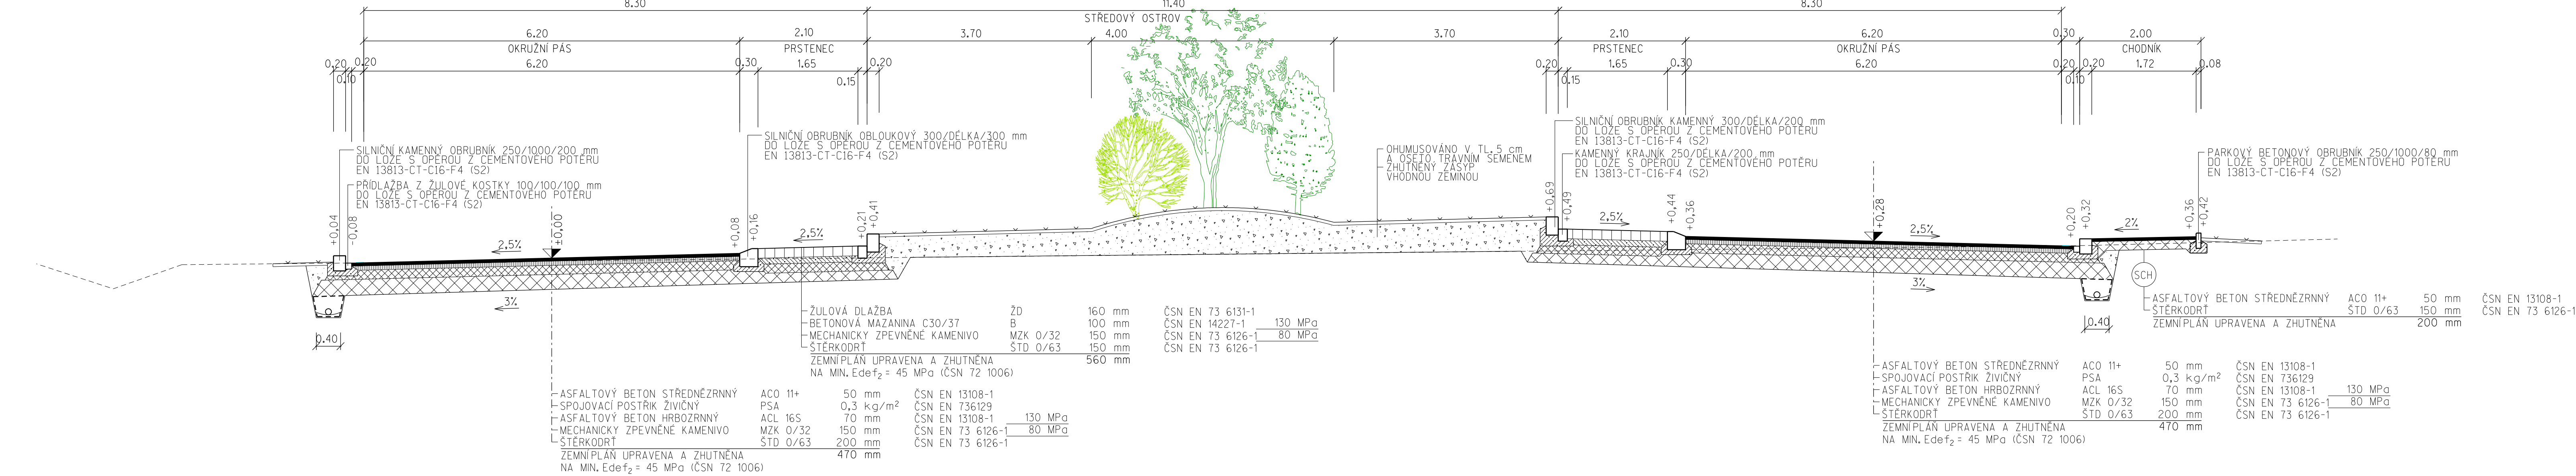 8.30
11.40
8.30
STŘEDOVÝ OSTROV
6.20
2.10
3.70
4.00
3.70
2.10
6.20
0.30
2.00
OKRUŽNÍ PÁS
PRSTENEC
PRSTENEC
OKRUŽNÍ PÁS
CHODNÍK
0.20
0.10
0.20
6.20
0.30
1.65
0.15
0.20
0.20
0.15
1.65
0.30
6.20
0.20
0.10
0.20
1.72
0.08
SILNIČNÍ KAMENNÝ OBRUBNÍK 250/1000/200 mm
DO LOŽE S OPĚROU Z CEMENTOVÉHO POTĚRU
EN 13813-CT-C16-F4 (S2)
PŘÍDLAŽBA Z ŽULOVÉ KOSTKY 100/100/100 mm
DO LOŽE S OPĚROU Z CEMENTOVÉHO POTĚRU
EN 13813-CT-C16-F4 (S2)
SILNIČNÍ OBRUBNÍK OBLOUKOVÝ 300/DÉLKA/300 mm
DO LOŽE S OPĚROU Z CEMENTOVÉHO POTĚRU
EN 13813-CT-C16-F4 (S2)
OHUMUSOVÁNO V TL. 5 cm
A OSETO TRAVNÍM SEMENEM
ZHUTNĚNÝ ZÁSYP
VHODNOU ZEMINOU
SILNIČNÍ OBRUBNÍK KAMENNÝ 300/DÉLKA/200 mm
DO LOŽE S OPĚROU Z CEMENTOVÉHO POTĚRU
EN 13813-CT-C16-F4 (S2)
KAMENNÝ KRAJNÍK 250/DÉLKA/200 mm
DO LOŽE S OPĚROU Z CEMENTOVÉHO POTĚRU
EN 13813-CT-C16-F4 (S2)
PARKOVÝ BETONOVÝ OBRUBNÍK 250/1000/80 mm
DO LOŽE S OPĚROU Z CEMENTOVÉHO POTĚRU
EN 13813-CT-C16-F4 (S2)
+0,04
-0,08
2,5%
±0,00
+0,08
+0,16
2,5%
+0,21
+0,41
+0,69
+0,49
2,5%
+0,44
+0,36
+0,28
2,5%
+0,20
+0,32
2%
+0,36
+0,42
3%
3%
0.40
0.40
SCH
ŽULOVÁ DLAŽBA ŽD 160 mm ČSN EN 73 6131-1
BETONOVÁ MAZANINA C30/37 B 100 mm ČSN EN 14227-1 130 MPa
MECHANICKY ZPEVNĚNÉ KAMENIVO MZK 0/32 150 mm ČSN EN 73 6126-1 80 MPa
ŠTĚRKODRŤ ŠTD 0/63 150 mm ČSN EN 73 6126-1
ZEMNÍ PLÁŇ UPRAVENA A ZHUTNĚNA 560 mm
NA MIN. Edef2 = 45 MPa (ČSN 72 1006)
ASFALTOVÝ BETON STŘEDNĚZRNNÝ ACO 11+ 50 mm ČSN EN 13108-1
SPOJOVACÍ POSTŘIK ŽIVIČNÝ PSA 0,3 kg/m² ČSN EN 736129
ASFALTOVÝ BETON HRBOZRNNÝ ACL 16S 70 mm ČSN EN 13108-1 130 MPa
MECHANICKY ZPEVNĚNÉ KAMENIVO MZK 0/32 150 mm ČSN EN 73 6126-1 80 MPa
ŠTĚRKODRŤ ŠTD 0/63 200 mm ČSN EN 73 6126-1
ZEMNÍ PLÁŇ UPRAVENA A ZHUTNĚNA 470 mm
NA MIN. Edef2 = 45 MPa (ČSN 72 1006)
ASFALTOVÝ BETON STŘEDNĚZRNNÝ ACO 11+ 50 mm ČSN EN 13108-1
ŠTĚRKODRŤ ŠTD 0/63 150 mm ČSN EN 73 6126-1
ZEMNÍ PLÁŇ UPRAVENA A ZHUTNĚNA 200 mm
ASFALTOVÝ BETON STŘEDNĚZRNNÝ ACO 11+ 50 mm ČSN EN 13108-1
SPOJOVACÍ POSTŘIK ŽIVIČNÝ PSA 0,3 kg/m² ČSN EN 736129
ASFALTOVÝ BETON HRBOZRNNÝ ACL 16S 70 mm ČSN EN 13108-1 130 MPa
MECHANICKY ZPEVNĚNÉ KAMENIVO MZK 0/32 150 mm ČSN EN 73 6126-1 80 MPa
ŠTĚRKODRŤ ŠTD 0/63 200 mm ČSN EN 73 6126-1
ZEMNÍ PLÁŇ UPRAVENA A ZHUTNĚNA 470 mm
NA MIN. Edef2 = 45 MPa (ČSN 72 1006)